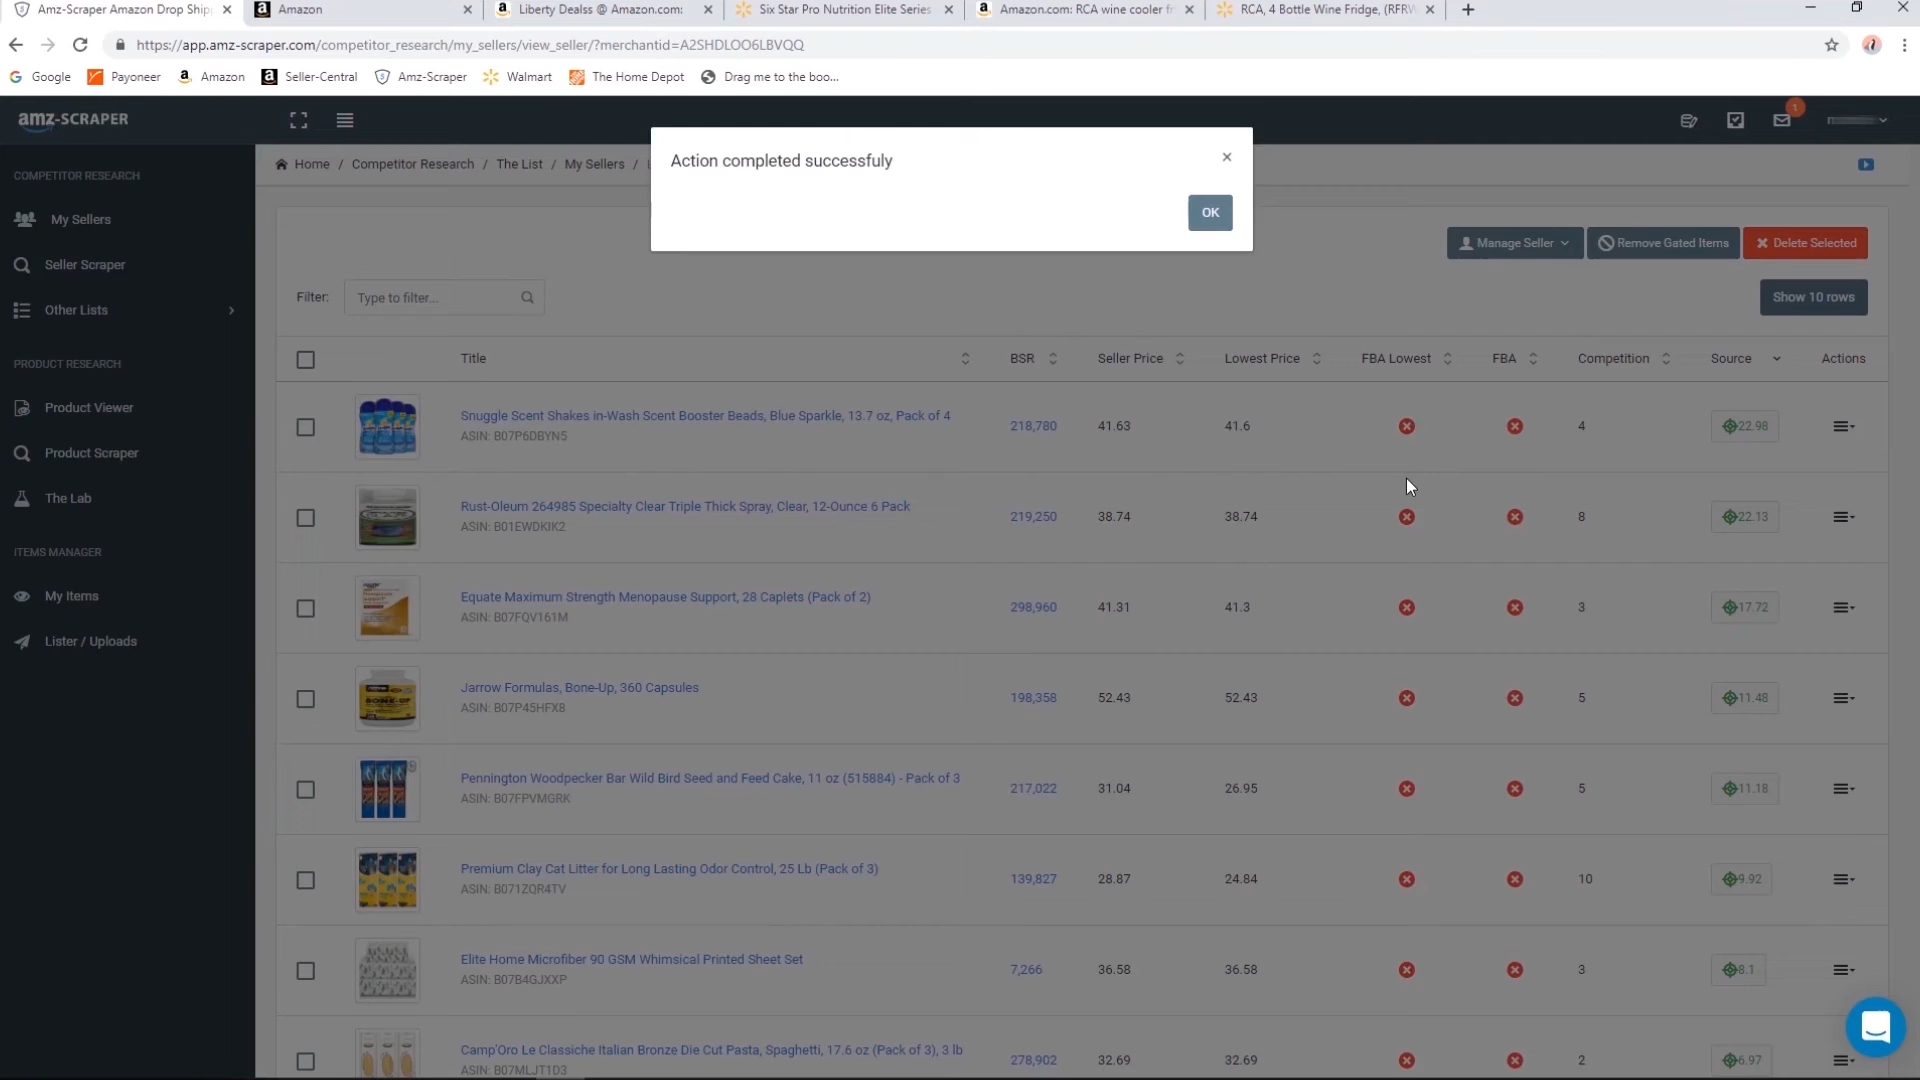 Amz-Scraper Amazon Drop Ship
Amazon
Liberty Dealss @ Amazon.com:
Six Star Pro Nutrition Elite Series
Amazon.com: RCA wine cooler fr
RCA, 4 Bottle Wine Fridge, (RFRW
https://app.amz-scraper.com/competitor_research/my_sellers/view_seller/?merchantid=A2SHDLOO6LBVQQ
Google
Payoneer
Amazon
Seller-Central
Amz-Scraper
Walmart
The Home Depot
Drag me to the boo...
amz-SCRAPER
1
COMPETITOR RESEARCH
My Sellers
Seller Scraper
Other Lists
PRODUCT RESEARCH
Product Viewer
Product Scraper
The Lab
ITEMS MANAGER
My Items
Lister / Uploads
Home / Competitor Research / The List / My Sellers /
Action completed successfuly
×
OK
Manage Seller
Remove Gated Items
Delete Selected
Filter:
Type to filter...
Show 10 rows
Title BSR Seller Price Lowest Price FBA Lowest FBA Competition Source Actions
Snuggle Scent Shakes in-Wash Scent Booster Beads, Blue Sparkle, 13.7 oz, Pack of 4
ASIN: B07P6DBYN5
218,780 41.63 41.6 4 22.98
Rust-Oleum 264985 Specialty Clear Triple Thick Spray, Clear, 12-Ounce 6 Pack
ASIN: B01EWDKIK2
219,250 38.74 38.74 8 22.13
Equate Maximum Strength Menopause Support, 28 Caplets (Pack of 2)
ASIN: B07FQV161M
298,960 41.31 41.3 3 17.72
Jarrow Formulas, Bone-Up, 360 Capsules
ASIN: B07P45HFX8
198,358 52.43 52.43 5 11.48
BONE-UP
Pennington Woodpecker Bar Wild Bird Seed and Feed Cake, 11 oz (515884) - Pack of 3
ASIN: B07FPVMGRK
217,022 31.04 26.95 5 11.18
Premium Clay Cat Litter for Long Lasting Odor Control, 25 Lb (Pack of 3)
ASIN: B071ZQR4TV
139,827 28.87 24.84 10 9.92
Elite Home Microfiber 90 GSM Whimsical Printed Sheet Set
ASIN: B07B4GJXXP
7,266 36.58 36.58 3 8.1
Camp'Oro Le Classiche Italian Bronze Die Cut Pasta, Spaghetti, 17.6 oz (Pack of 3), 3 lb
ASIN: B07MLJT1D3
278,902 32.69 32.69 2 6.97